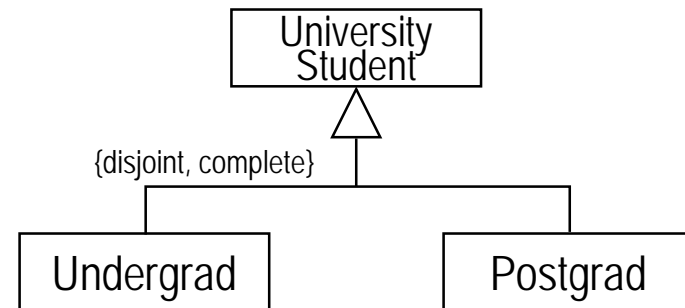 University
Student
{disjoint, complete}
Undergrad
Postgrad